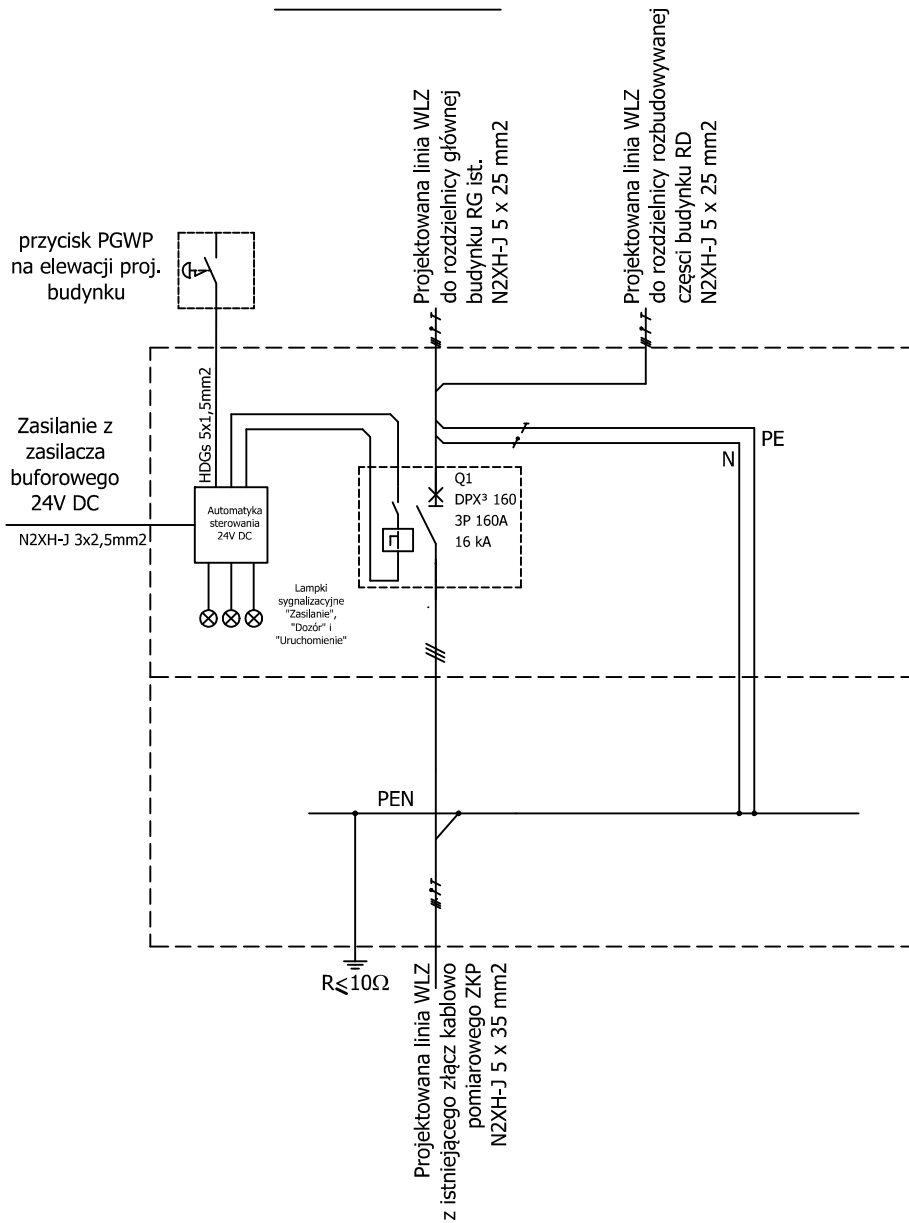 Projektowana linia WLZ
do rozdzielnicy głównej
budynku RG ist.
N2XH-J 5 x 25 mm2
Projektowana linia WLZ
do rozdzielnicy rozbudowywanej
częsci budynku RD
N2XH-J 5 x 25 mm2
przycisk PGWP
na elewacji proj.
budynku
HDGs 5x1,5mm2
Zasilanie z
zasilacza
buforowego
24V DC
N2XH-J 3x2,5mm2
Automatyka
sterowania
24V DC
Lampki
sygnalizacyjne
"Zasilanie",
"Dozór" i
"Uruchomienie"
Q1
DPX³ 160
3P 160A
16 kA
PE
N
PEN
R⩽10Ω
Projektowana linia WLZ
z istniejącego złącz kablowo
pomiarowego ZKP
N2XH-J 5 x 35 mm2